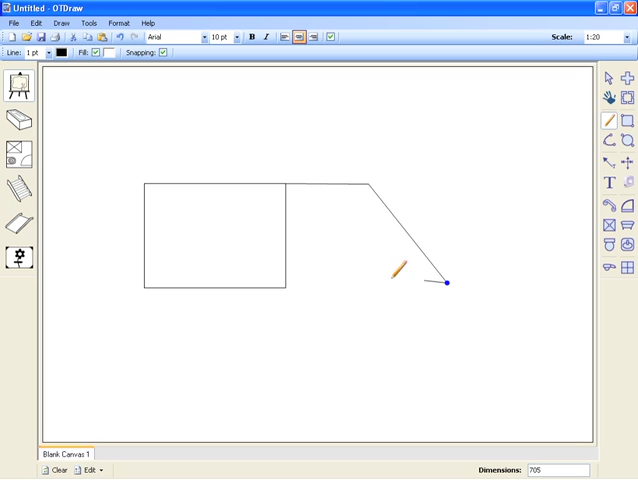 Untitled - OTDraw
File Edit Draw Tools Format Help
Arial 10 pt B I Scale: 1:20
Line: 1 pt Fill: Snapping:
T
Blank Canvas 1
Clear Edit Dimensions: 705